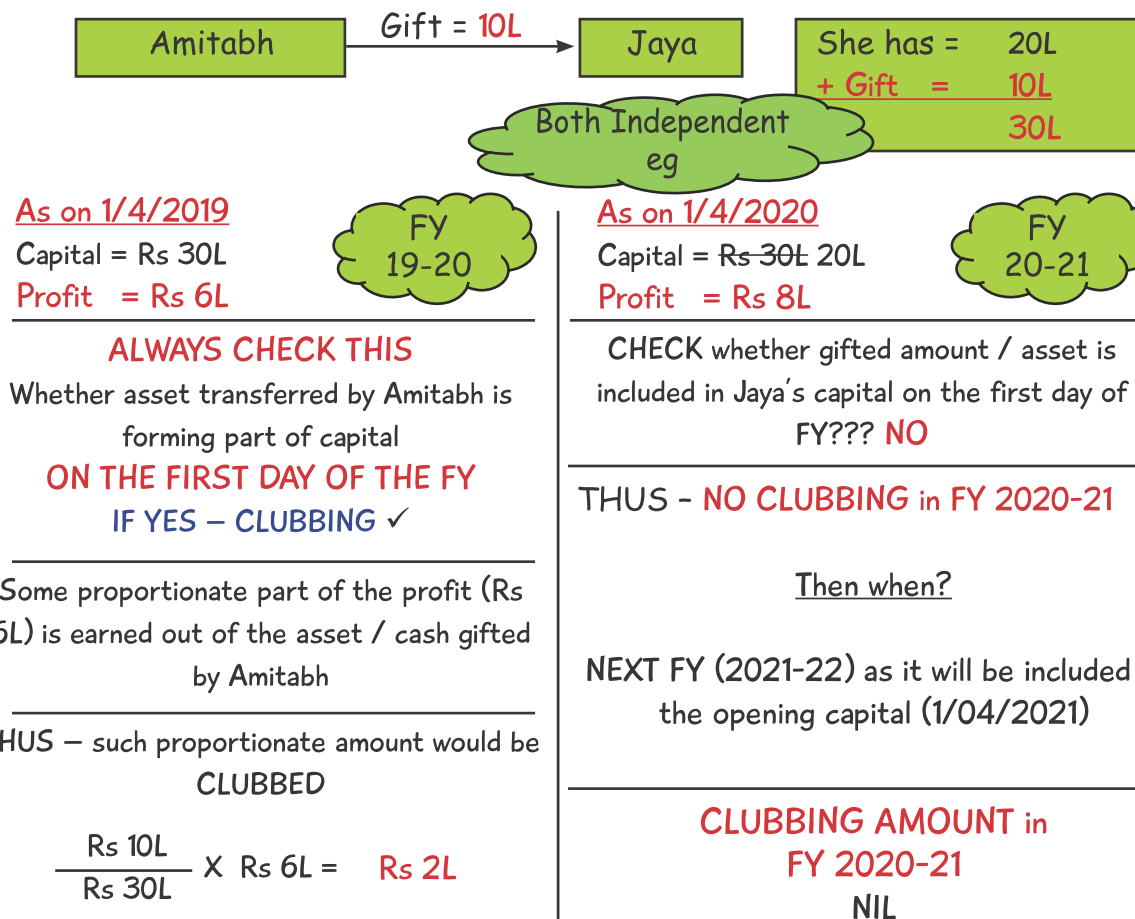 Amitabh
Gift = 10L
Jaya
She has = 20L
+ Gift = 10L
30L
Both Independent
eg
As on 1/4/2019
Capital = Rs 30L
Profit = Rs 6L
FY
19-20
ALWAYS CHECK THIS
Whether asset transferred by Amitabh is
forming part of capital
ON THE FIRST DAY OF THE FY
IF YES – CLUBBING ✓
Some proportionate part of the profit (Rs
6L) is earned out of the asset / cash gifted
by Amitabh
HUS – such proportionate amount would be
CLUBBED
Rs 10L
Rs 30L
X Rs 6L = Rs 2L
As on 1/4/2020
Capital = Rs 30L 20L
Profit = Rs 8L
FY
20-21
CHECK whether gifted amount / asset is
included in Jaya's capital on the first day of
FY??? NO
THUS – NO CLUBBING in FY 2020-21
Then when?
NEXT FY (2021-22) as it will be included
the opening capital (1/04/2021)
CLUBBING AMOUNT in
FY 2020-21
NIL